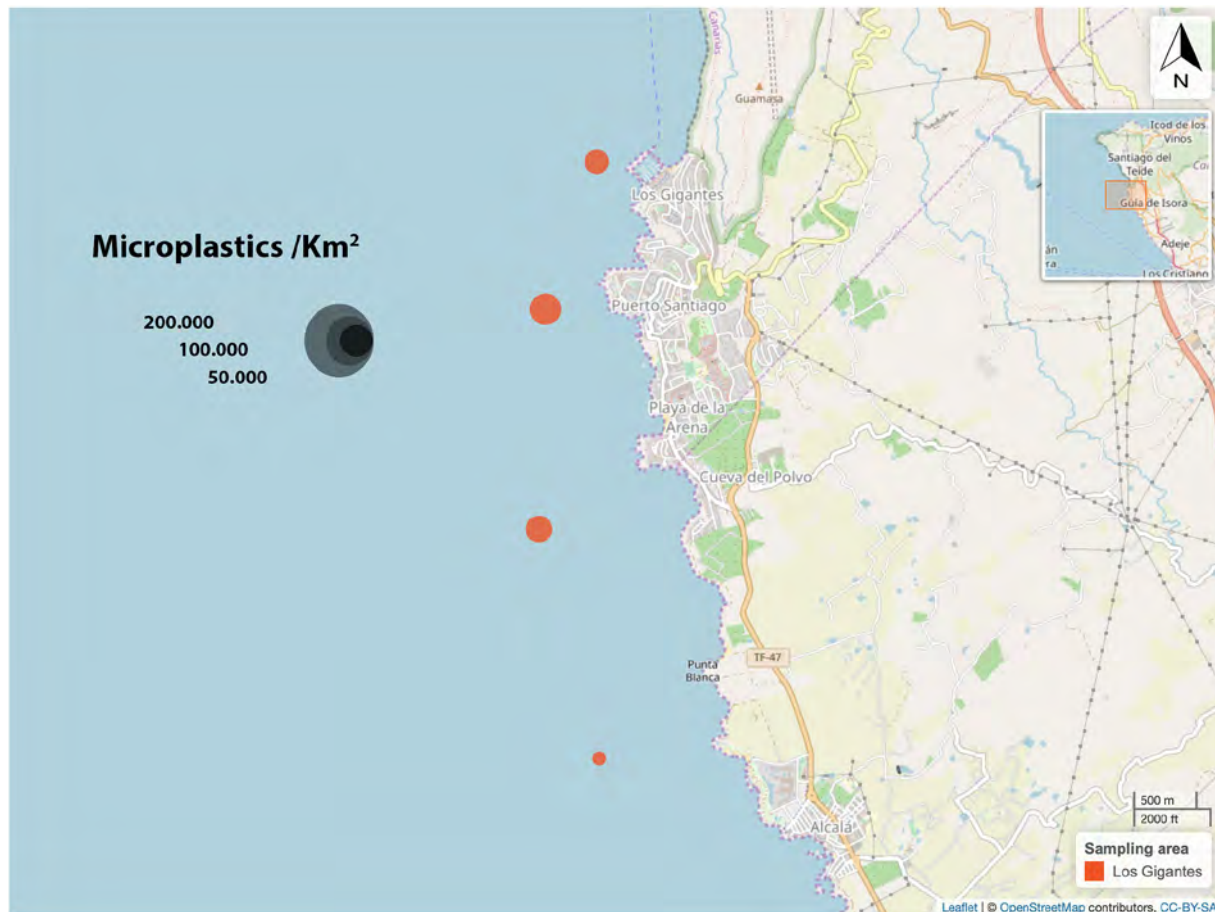 Canarias
Guamasa
N
Icod de los
Vinos
Santiago del
Teide
Guía de Isora
Adeje
Los Cristiano
Los Gigantes
Microplastics /Km²
Puerto Santiago
200.000
100.000
50.000
Playa de la
Arena
Cueva del Polvo
TF-47
Punta
Blanca
500 m
2000 ft
Alcalá
Sampling area
Los Gigantes
Leaflet | © OpenStreetMap contributors, CC-BY-SA